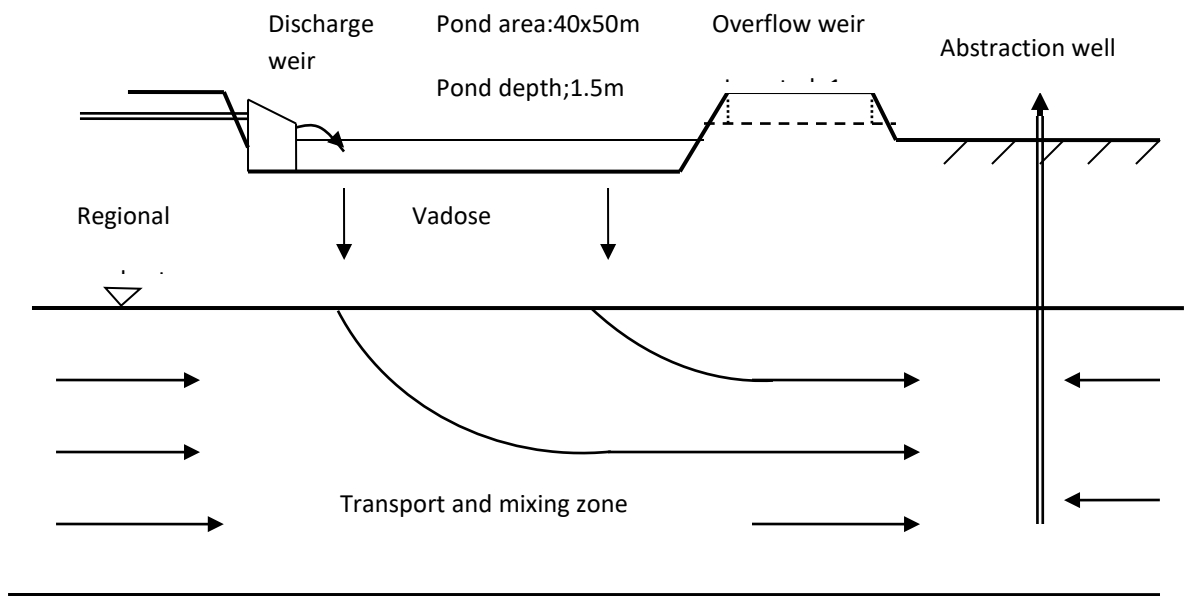 Discharge
weir
Pond area:40x50m
Pond depth;1.5m
Overflow weir
Abstraction well
Regional
Vadose
Transport and mixing zone